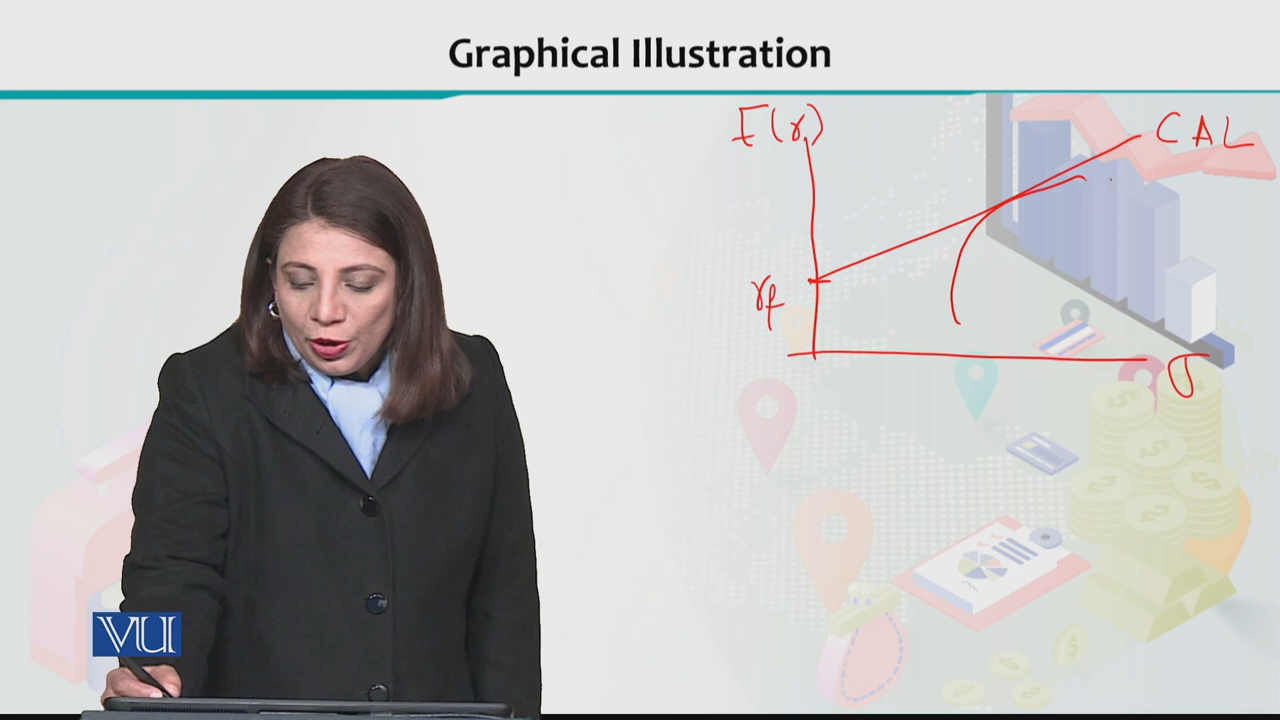 Graphical Illustration
E(r)
CAL
rf
σ
VU